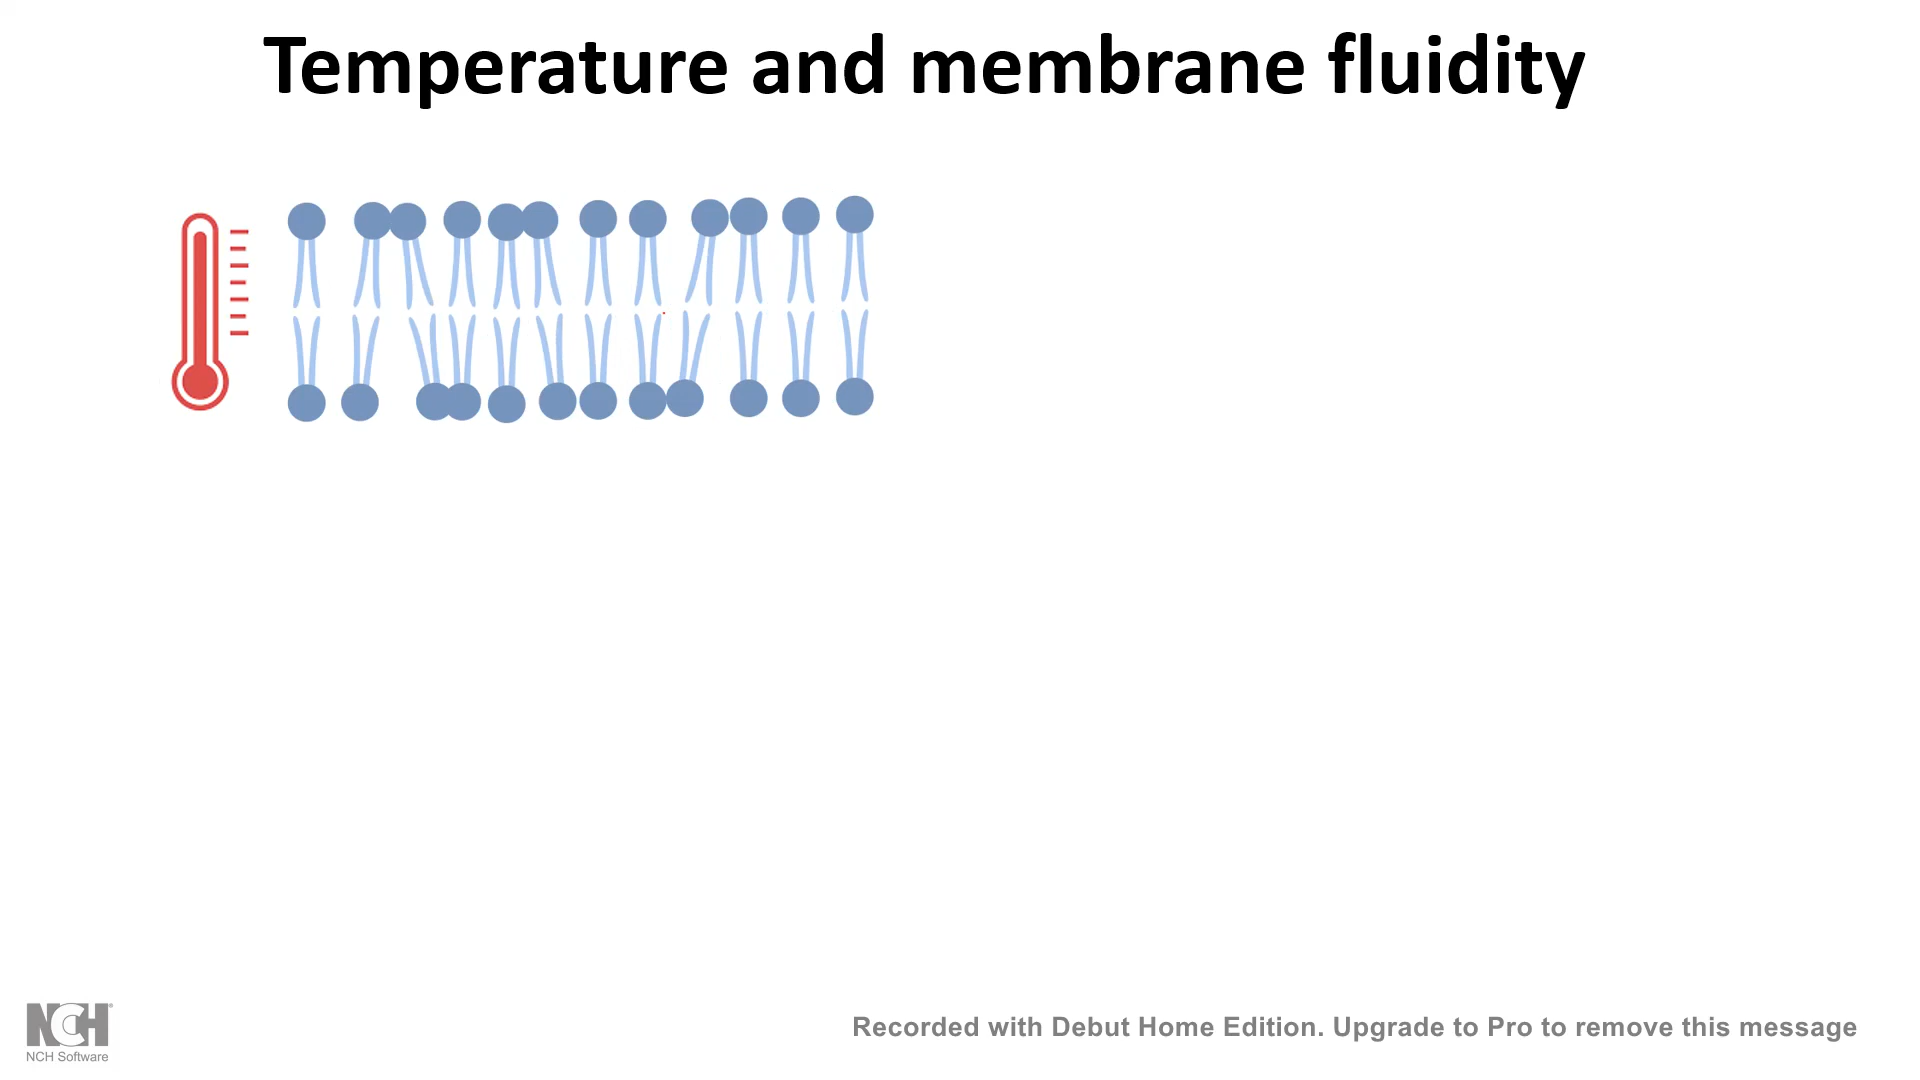 Temperature and membrane fluidity
NCH
NCH Software
Recorded with Debut Home Edition. Upgrade to Pro to remove this message